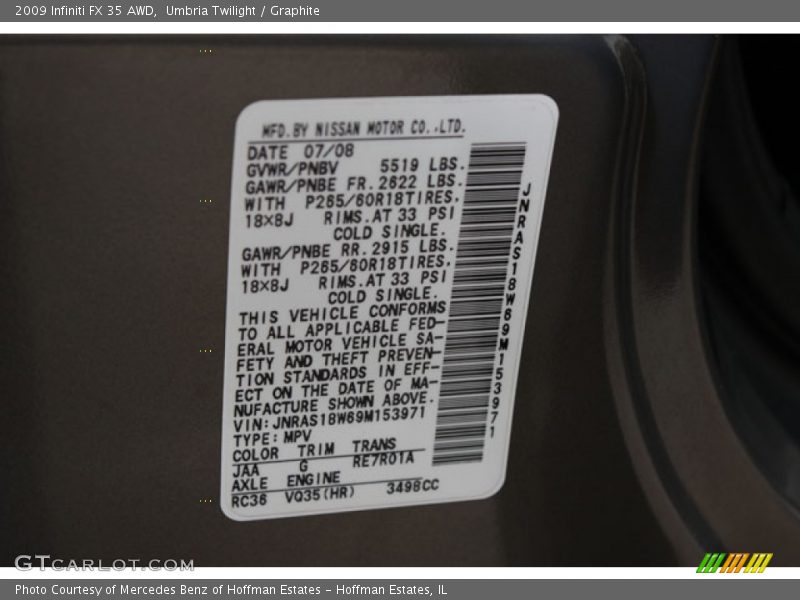 2009 Infiniti FX 35 AWD,  Umbria Twilight / Graphite
MFD.BY NISSAN MOTOR CO.,LTD.
DATE 07/08
GVWR/PNBV 5519 LBS.
GAWR/PNBE FR.2622 LBS.
WITH P265/60R18TIRES.
18X8J RIMS.AT 33 PSI
COLD SINGLE.
GAWR/PNBE RR.2915 LBS.
WITH P265/60R18TIRES.
18X8J RIMS.AT 33 PSI
COLD SINGLE.
THIS VEHICLE CONFORMS
TO ALL APPLICABLE FED-
ERAL MOTOR VEHICLE SA-
FETY AND THEFT PREVEN-
TION STANDARDS IN EFF-
ECT ON THE DATE OF MA-
NUFACTURE SHOWN ABOVE.
VIN:JNRAS18W69M153971
TYPE:MPV
COLOR TRIM TRANS
JAA G RE7R01A
AXLE ENGINE
RC36 VQ35(HR) 3498CC
JNRAS18W69M153971
GTCARLOT.COM
Photo Courtesy of Mercedes Benz of Hoffman Estates - Hoffman Estates, IL